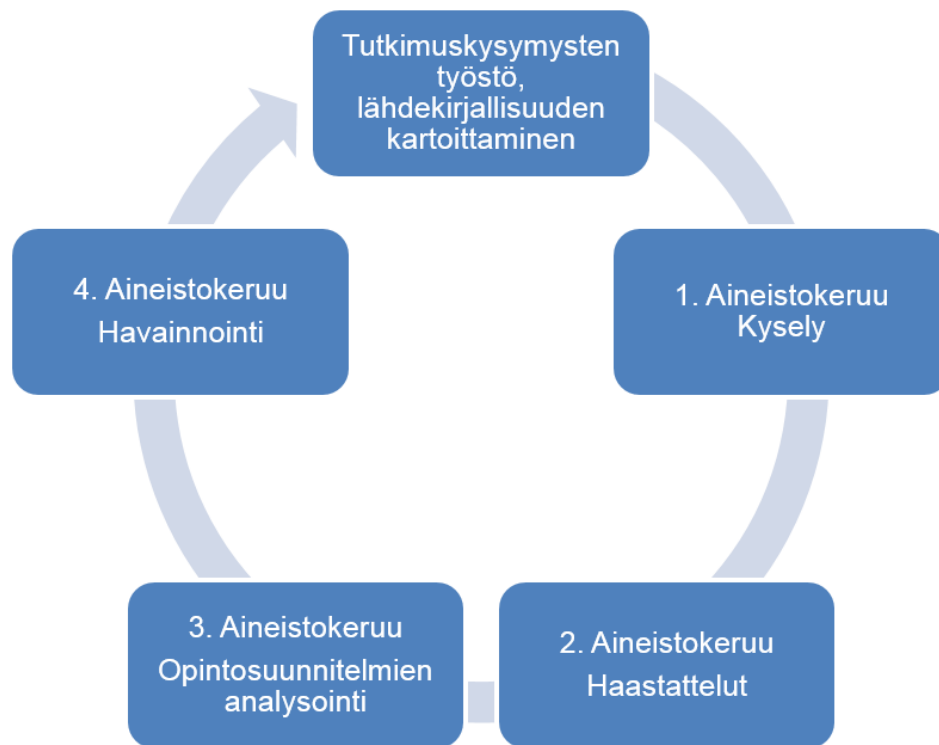 Tutkimuskysymysten
työstö,
lähdekirjallisuuden
kartoittaminen
1. Aineistokeruu
Kysely
2. Aineistokeruu
Haastattelut
3. Aineistokeruu
Opintosuunnitelmien
analysointi
4. Aineistokeruu
Havainnointi